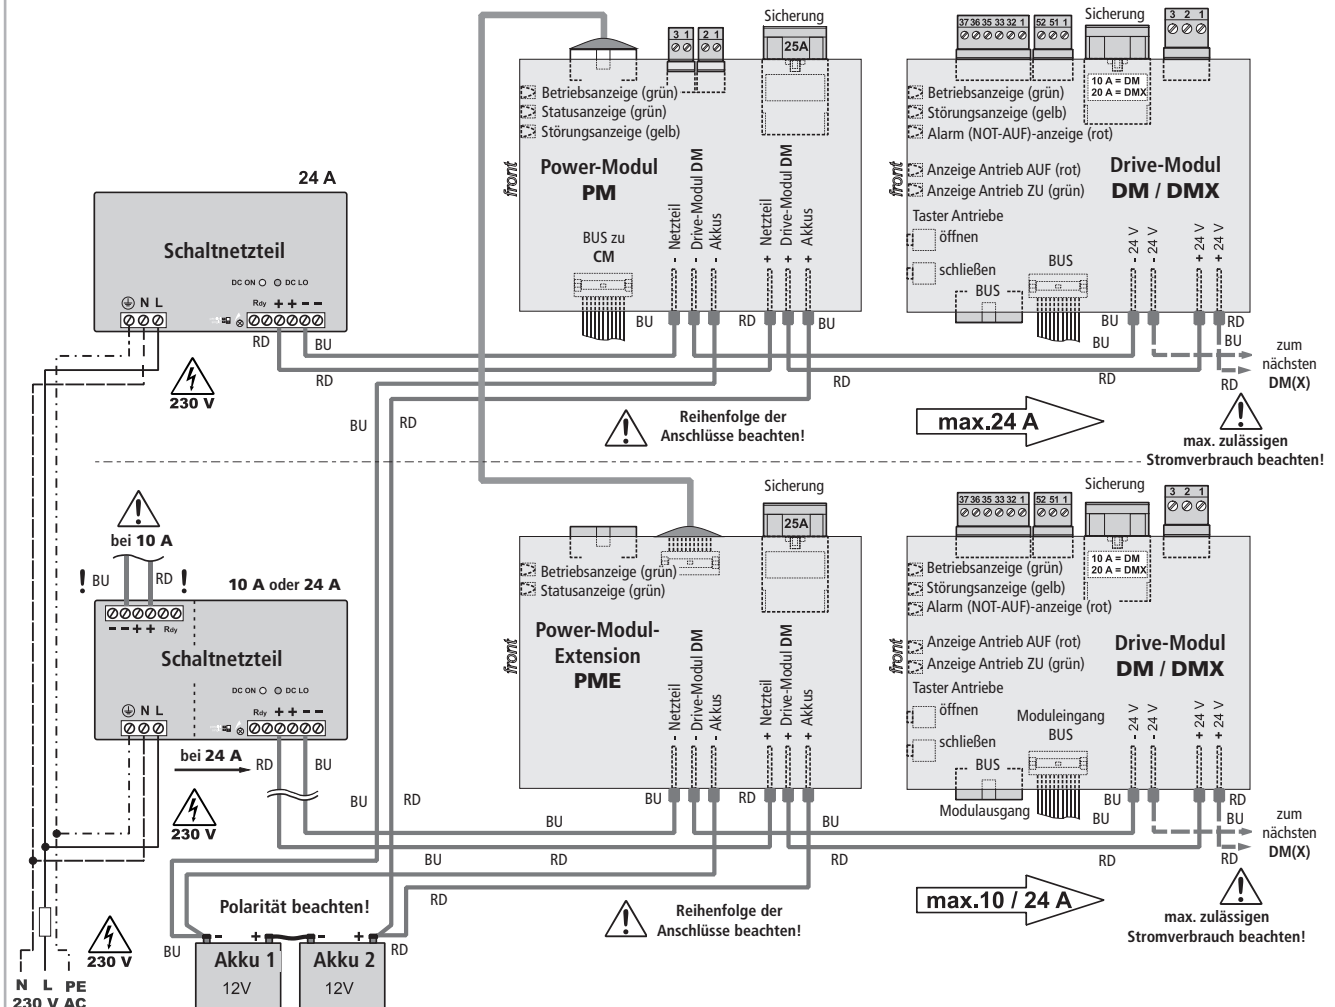 Sicherung
Sicherung
3 1
2 1
25A
37 36 35 33 32 1
52 51 1
3 2 1
10 A = DM
20 A = DMX
Betriebsanzeige (grün)
Statusanzeige (grün)
Störungsanzeige (gelb)
front
Power-Modul
PM
BUS zu
CM
- Netzteil
- Drive-Modul DM
- Akkus
+ Netzteil
+ Drive-Modul DM
+ Akkus
BU
RD
BU
Betriebsanzeige (grün)
Störungsanzeige (gelb)
Alarm (NOT-AUF)-anzeige (rot)
front
Anzeige Antrieb AUF (rot)
Anzeige Antrieb ZU (grün)
Drive-Modul
DM / DMX
Taster Antriebe
öffnen
schließen
BUS
BUS
- 24 V
- 24 V
+ 24 V
+ 24 V
BU
RD
BU
BU
RD
RD
zum
nächsten
DM(X)
24 A
Schaltnetzteil
DC ON
DC LO
N L
Rdy + + – –
RD
BU
230 V
RD
RD
BU
RD
Reihenfolge der
Anschlüsse beachten!
max.24 A
max. zulässigen
Stromverbrauch beachten!
bei 10 A
! BU
RD !
10 A oder 24 A
– – + + Rdy
Schaltnetzteil
DC ON
DC LO
N L
Rdy + + – –
bei 24 A
RD
BU
230 V
BU
RD
Sicherung
Sicherung
25A
37 36 35 33 32 1
52 51 1
3 2 1
10 A = DM
20 A = DMX
Betriebsanzeige (grün)
Statusanzeige (grün)
front
Power-Modul-
Extension
PME
- Netzteil
- Drive-Modul DM
- Akkus
+ Netzteil
+ Drive-Modul DM
+ Akkus
BU
RD
BU
BU
BU
RD
RD
RD
Betriebsanzeige (grün)
Störungsanzeige (gelb)
Alarm (NOT-AUF)-anzeige (rot)
front
Anzeige Antrieb AUF (rot)
Anzeige Antrieb ZU (grün)
Drive-Modul
DM / DMX
Taster Antriebe
öffnen
schließen
Moduleingang
BUS
BUS
Modulausgang
- 24 V
- 24 V
+ 24 V
+ 24 V
BU
RD
BU
BU
RD
RD
zum
nächsten
DM(X)
Reihenfolge der
Anschlüsse beachten!
max.10 / 24 A
max. zulässigen
Stromverbrauch beachten!
Polarität beachten!
BU
- +
- +
RD
Akku 1
12V
Akku 2
12V
230 V
N L PE
230 V AC